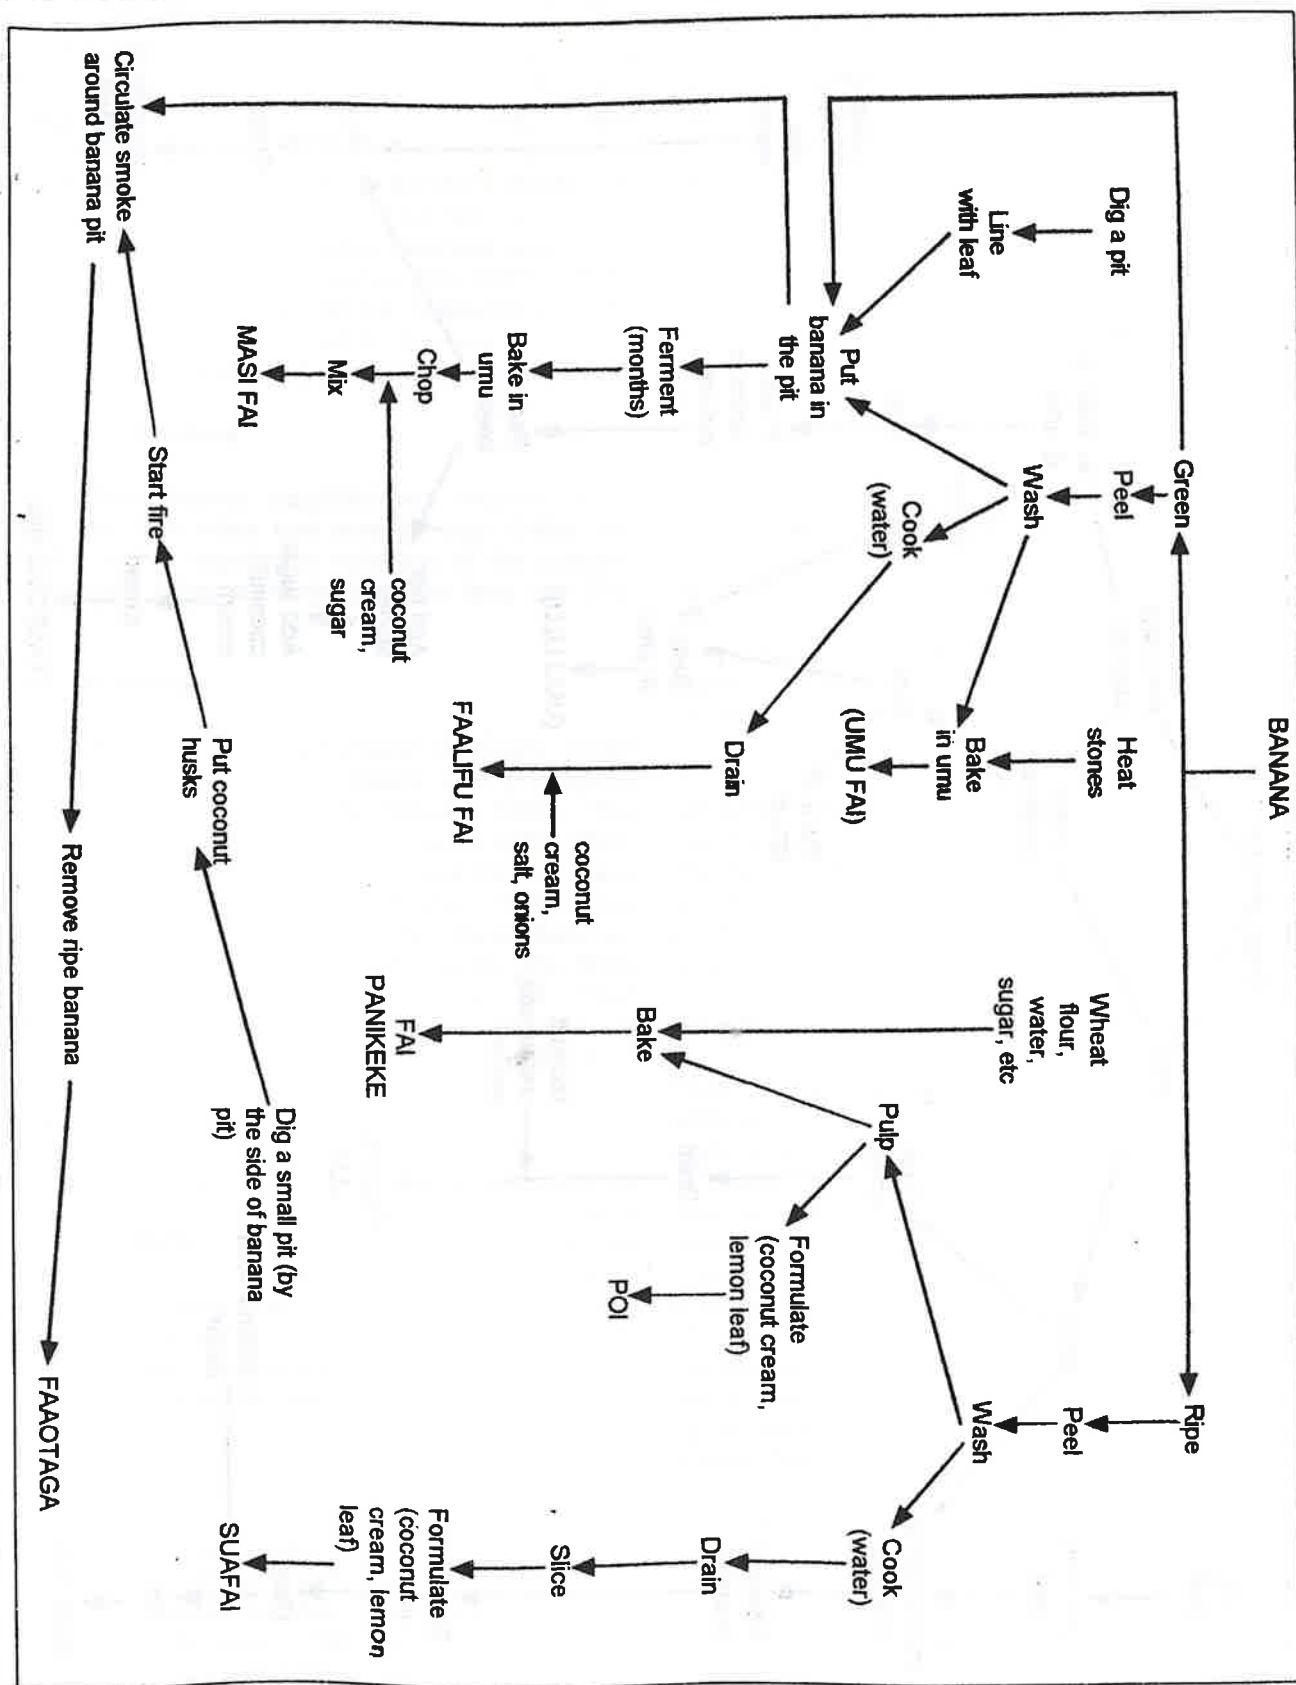 BANANA
Green
Ripe
Dig a pit
Peel
Heat
stones
Wheat
flour,
water,
sugar, etc
Peel
Line
with leaf
Wash
Bake
in umu
(UMU FAI)
Wash
Put
banana in
the pit
Cook
(water)
Pulp
Cook
(water)
Formulate
(coconut cream,
lemon leaf)
Drain
Drain
Ferment
(months)
Bake
POI
coconut
cream,
salt, onions
Slice
Bake in
umu
FAALIFU FAI
Chop
coconut
cream,
sugar
FAI
PANIKEKE
Formulate
(coconut
cream, lemon
leaf)
Mix
MASI FAI
SUAFAI
Dig a small pit (by
the side of banana
pit)
Put coconut
husks
Start fire
Circulate smoke
around banana pit
Remove ripe banana
FAAOTAGA